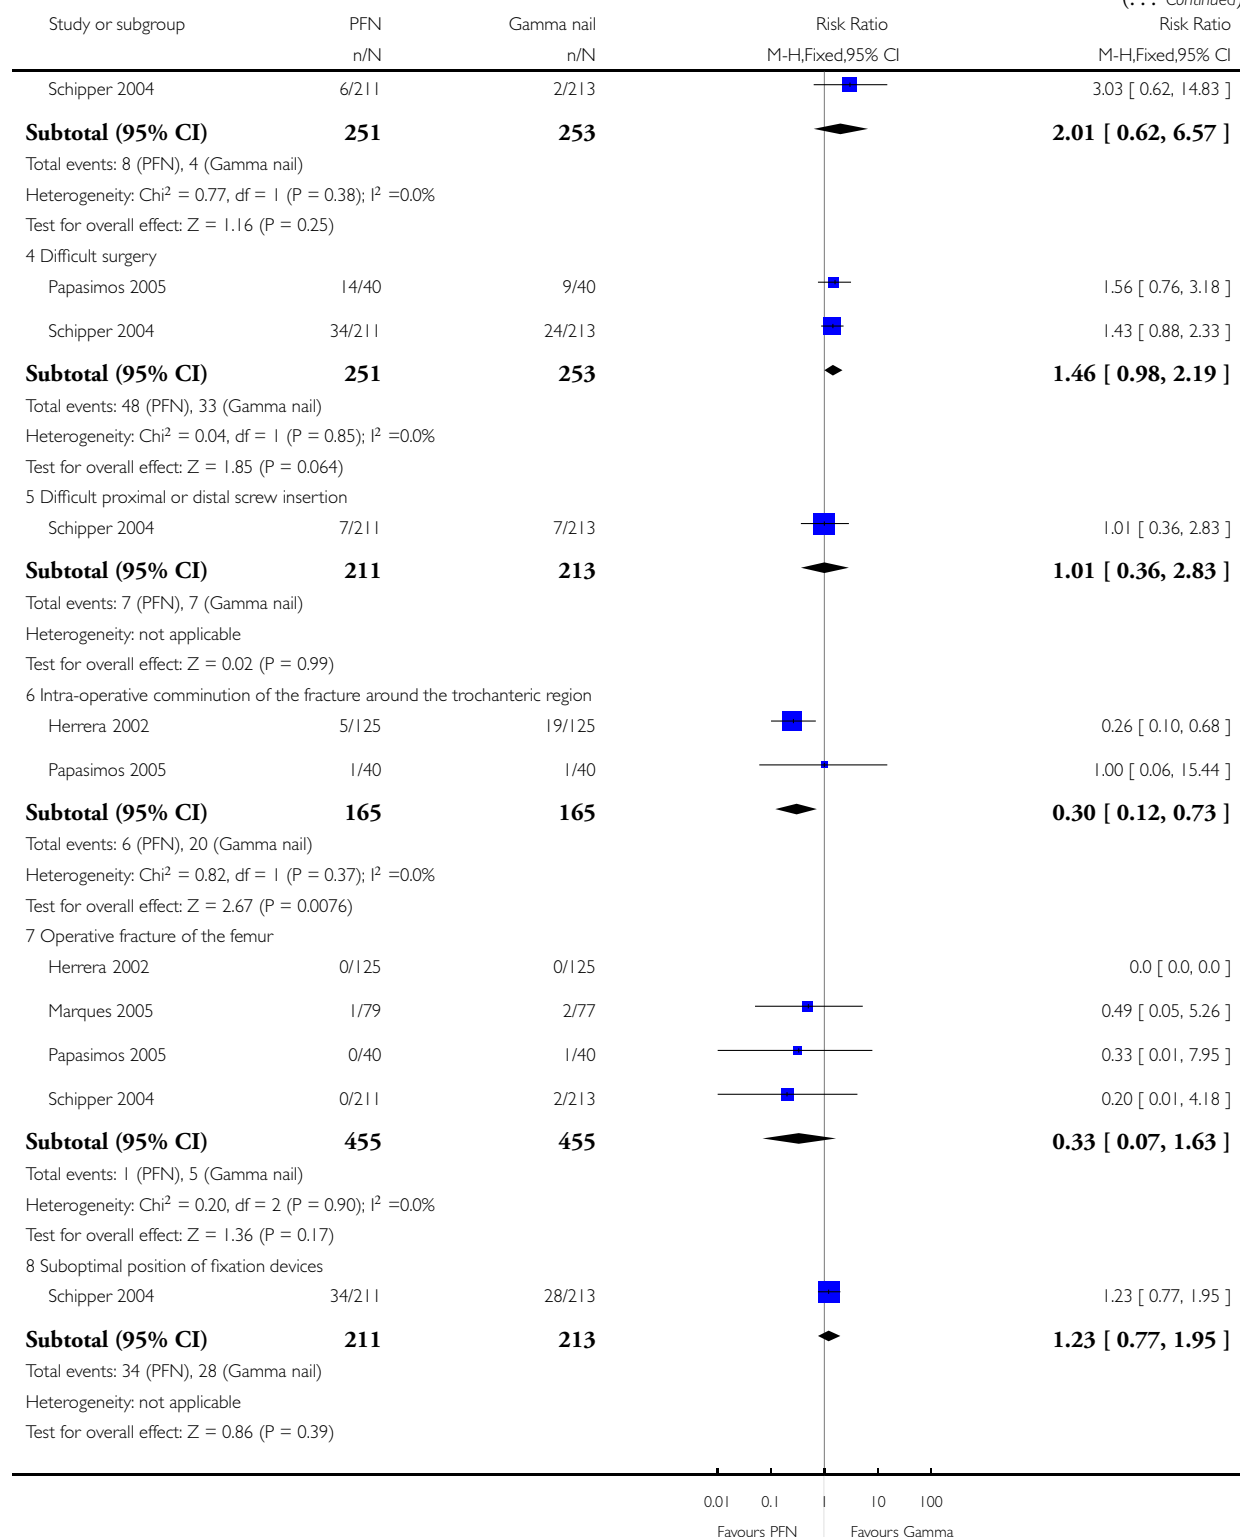 (. . . Continued)
Study or subgroup PFN Gamma nail Risk Ratio Risk Ratio
n/N n/N M-H,Fixed,95% CI M-H,Fixed,95% CI
Schipper 2004 6/211 2/213 3.03 [ 0.62, 14.83 ]
Subtotal (95% CI) 251 253 2.01 [ 0.62, 6.57 ]
Total events: 8 (PFN), 4 (Gamma nail)
Heterogeneity: Chi² = 0.77, df = 1 (P = 0.38); I² =0.0%
Test for overall effect: Z = 1.16 (P = 0.25)
4 Difficult surgery
Papasimos 2005 14/40 9/40 1.56 [ 0.76, 3.18 ]
Schipper 2004 34/211 24/213 1.43 [ 0.88, 2.33 ]
Subtotal (95% CI) 251 253 1.46 [ 0.98, 2.19 ]
Total events: 48 (PFN), 33 (Gamma nail)
Heterogeneity: Chi² = 0.04, df = 1 (P = 0.85); I² =0.0%
Test for overall effect: Z = 1.85 (P = 0.064)
5 Difficult proximal or distal screw insertion
Schipper 2004 7/211 7/213 1.01 [ 0.36, 2.83 ]
Subtotal (95% CI) 211 213 1.01 [ 0.36, 2.83 ]
Total events: 7 (PFN), 7 (Gamma nail)
Heterogeneity: not applicable
Test for overall effect: Z = 0.02 (P = 0.99)
6 Intra-operative comminution of the fracture around the trochanteric region
Herrera 2002 5/125 19/125 0.26 [ 0.10, 0.68 ]
Papasimos 2005 1/40 1/40 1.00 [ 0.06, 15.44 ]
Subtotal (95% CI) 165 165 0.30 [ 0.12, 0.73 ]
Total events: 6 (PFN), 20 (Gamma nail)
Heterogeneity: Chi² = 0.82, df = 1 (P = 0.37); I² =0.0%
Test for overall effect: Z = 2.67 (P = 0.0076)
7 Operative fracture of the femur
Herrera 2002 0/125 0/125 0.0 [ 0.0, 0.0 ]
Marques 2005 1/79 2/77 0.49 [ 0.05, 5.26 ]
Papasimos 2005 0/40 1/40 0.33 [ 0.01, 7.95 ]
Schipper 2004 0/211 2/213 0.20 [ 0.01, 4.18 ]
Subtotal (95% CI) 455 455 0.33 [ 0.07, 1.63 ]
Total events: 1 (PFN), 5 (Gamma nail)
Heterogeneity: Chi² = 0.20, df = 2 (P = 0.90); I² =0.0%
Test for overall effect: Z = 1.36 (P = 0.17)
8 Suboptimal position of fixation devices
Schipper 2004 34/211 28/213 1.23 [ 0.77, 1.95 ]
Subtotal (95% CI) 211 213 1.23 [ 0.77, 1.95 ]
Total events: 34 (PFN), 28 (Gamma nail)
Heterogeneity: not applicable
Test for overall effect: Z = 0.86 (P = 0.39)
0.01 0.1 1 10 100
Favours PFN Favours Gamma